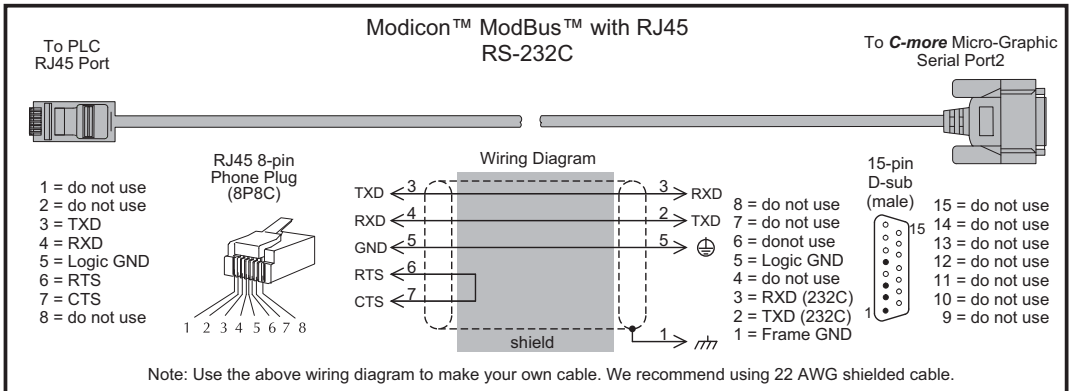 Modicon™ ModBus™ with RJ45
RS-232C
To PLC
RJ45 Port
To C-more Micro-Graphic
Serial Port2
1 = do not use
2 = do not use
3 = TXD
4 = RXD
5 = Logic GND
6 = RTS
7 = CTS
8 = do not use
RJ45 8-pin
Phone Plug
(8P8C)
1 2 3 4 5 6 7 8
Wiring Diagram
TXD 3 3 RXD
RXD 4 2 TXD
GND 5 5
RTS 6
CTS 7
shield
1
8 = do not use
7 = do not use
6 = donot use
5 = Logic GND
4 = do not use
3 = RXD (232C)
2 = TXD (232C)
1 = Frame GND
15-pin
D-sub
(male)
15
1
15 = do not use
14 = do not use
13 = do not use
12 = do not use
11 = do not use
10 = do not use
9 = do not use
Note: Use the above wiring diagram to make your own cable. We recommend using 22 AWG shielded cable.